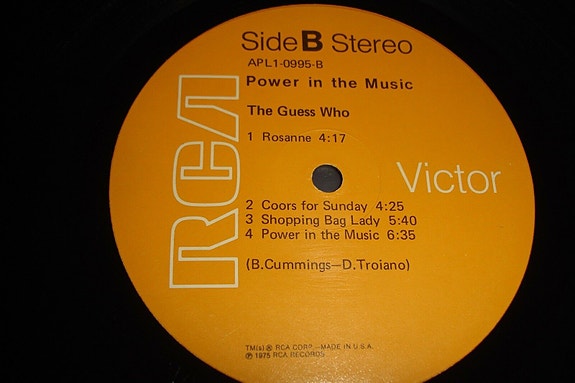 Side B Stereo
APL1-0995-B
Power in the Music
The Guess Who
1 Rosanne 4:17
RCA
Victor
2 Coors for Sunday 4:25
3 Shopping Bag Lady 5:40
4 Power in the Music 6:35
(B.Cummings—D.Troiano)
TM(s) ® RCA CORP.—MADE IN U.S.A.
℗ 1975 RCA RECORDS